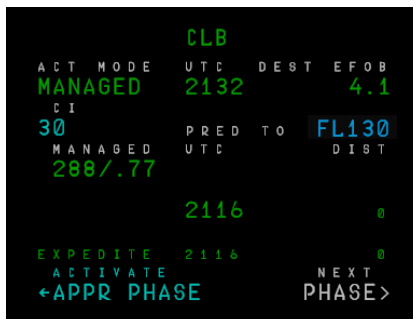 CLB
ACT MODE UTC DEST EFOB
MANAGED 2132 4.1
CI
30 PRED TO FL130
MANAGED UTC DIST
288/.77
2116 0
EXPEDITE 2116 0
ACTIVATE NEXT
←APPR PHASE PHASE>